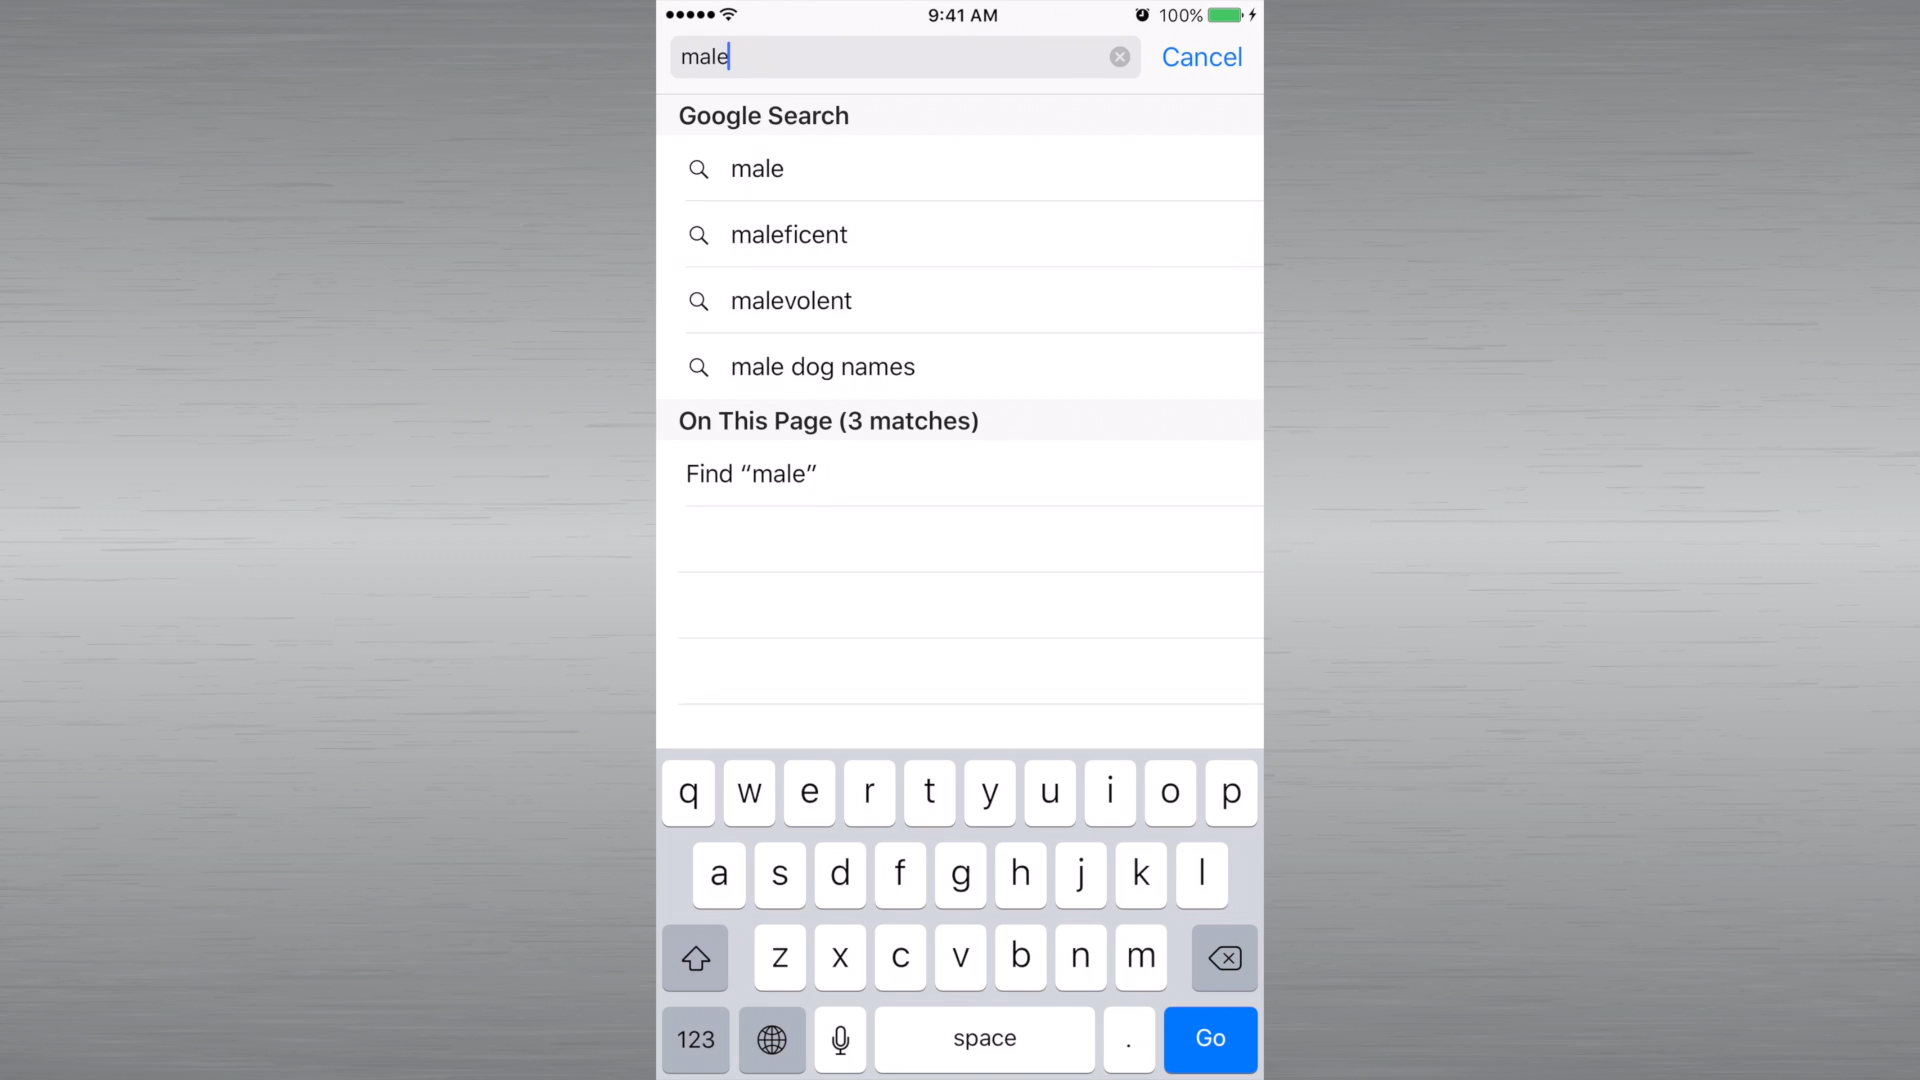 9:41 AM 100%
male Cancel
Google Search
male
maleficent
malevolent
male dog names
On This Page (3 matches)
Find “male”
q w e r t y u i o p
a s d f g h j k l
z x c v b n m
123 space . Go